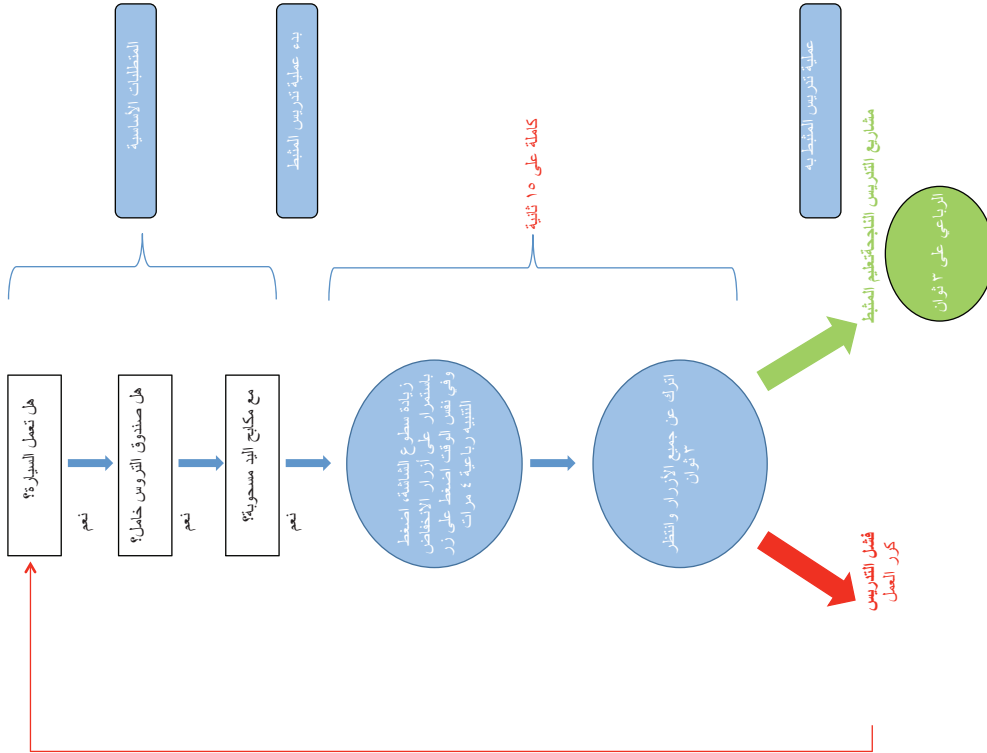 المتطلبات الأساسية
هل تعمل السيارة؟
نعم
هل صندوق التروس خامل؟
نعم
مع مكابح اليد مسحوبة؟
نعم
بدء عملية تدريس المثبط
زيادة سطوع الشاشة، اضغط
باستمرار على أزرار الانخفاض
وفي نفس الوقت اضغط على زر
التنبيه رباعية ٤ مرات
كاملة على ١٥ ثانية
اترك عن جميع الأزرار وانتظر
٣ ثوان
عملية تدريس المثبط به
مشاريع التدريس الناجحةتعليم المثبط
الرباعي على ٣ ثوان
فشل التدريس
كرر العمل